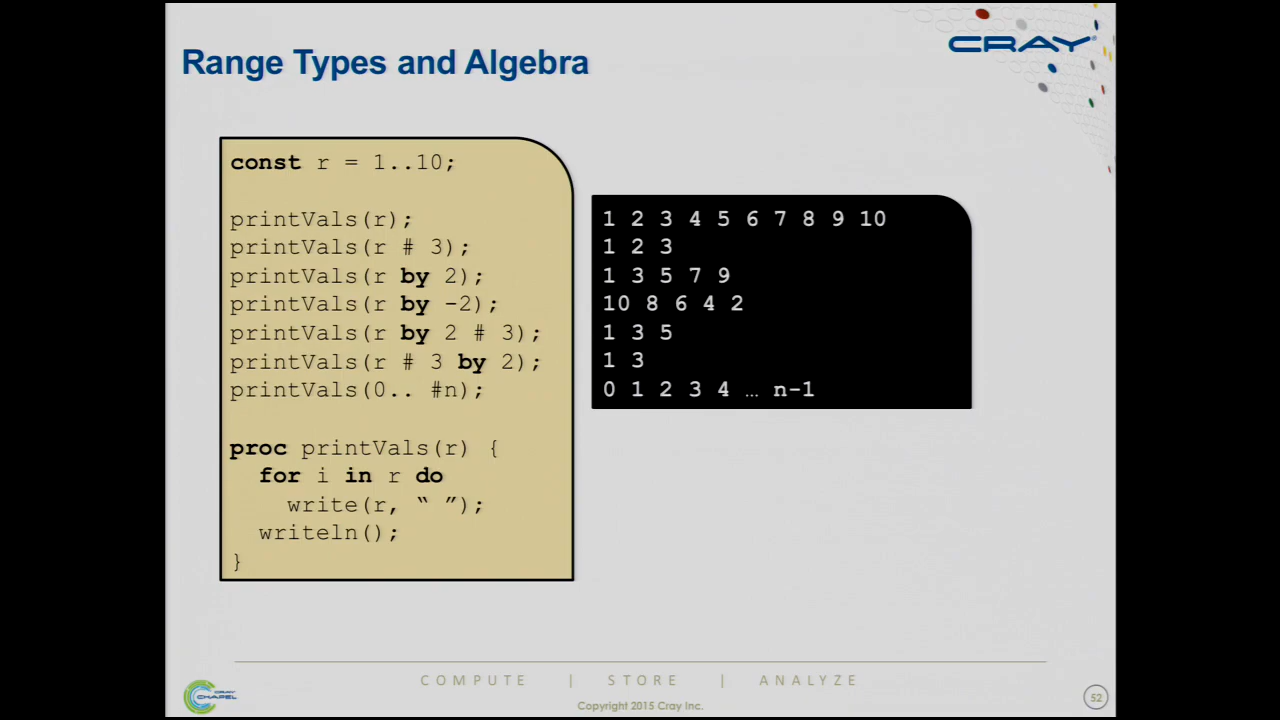 Range Types and Algebra
CRAY
const r = 1..10;
printVals(r);
printVals(r # 3);
printVals(r by 2);
printVals(r by -2);
printVals(r by 2 # 3);
printVals(r # 3 by 2);
printVals(0.. #n);
proc printVals(r) {
for i in r do
write(r, “ ”);
writeln();
}
1 2 3 4 5 6 7 8 9 10
1 2 3
1 3 5 7 9
10 8 6 4 2
1 3 5
1 3
0 1 2 3 4 … n-1
COMPUTE | STORE | ANALYZE
Copyright 2015 Cray Inc.
CRAY
CHAPEL
52